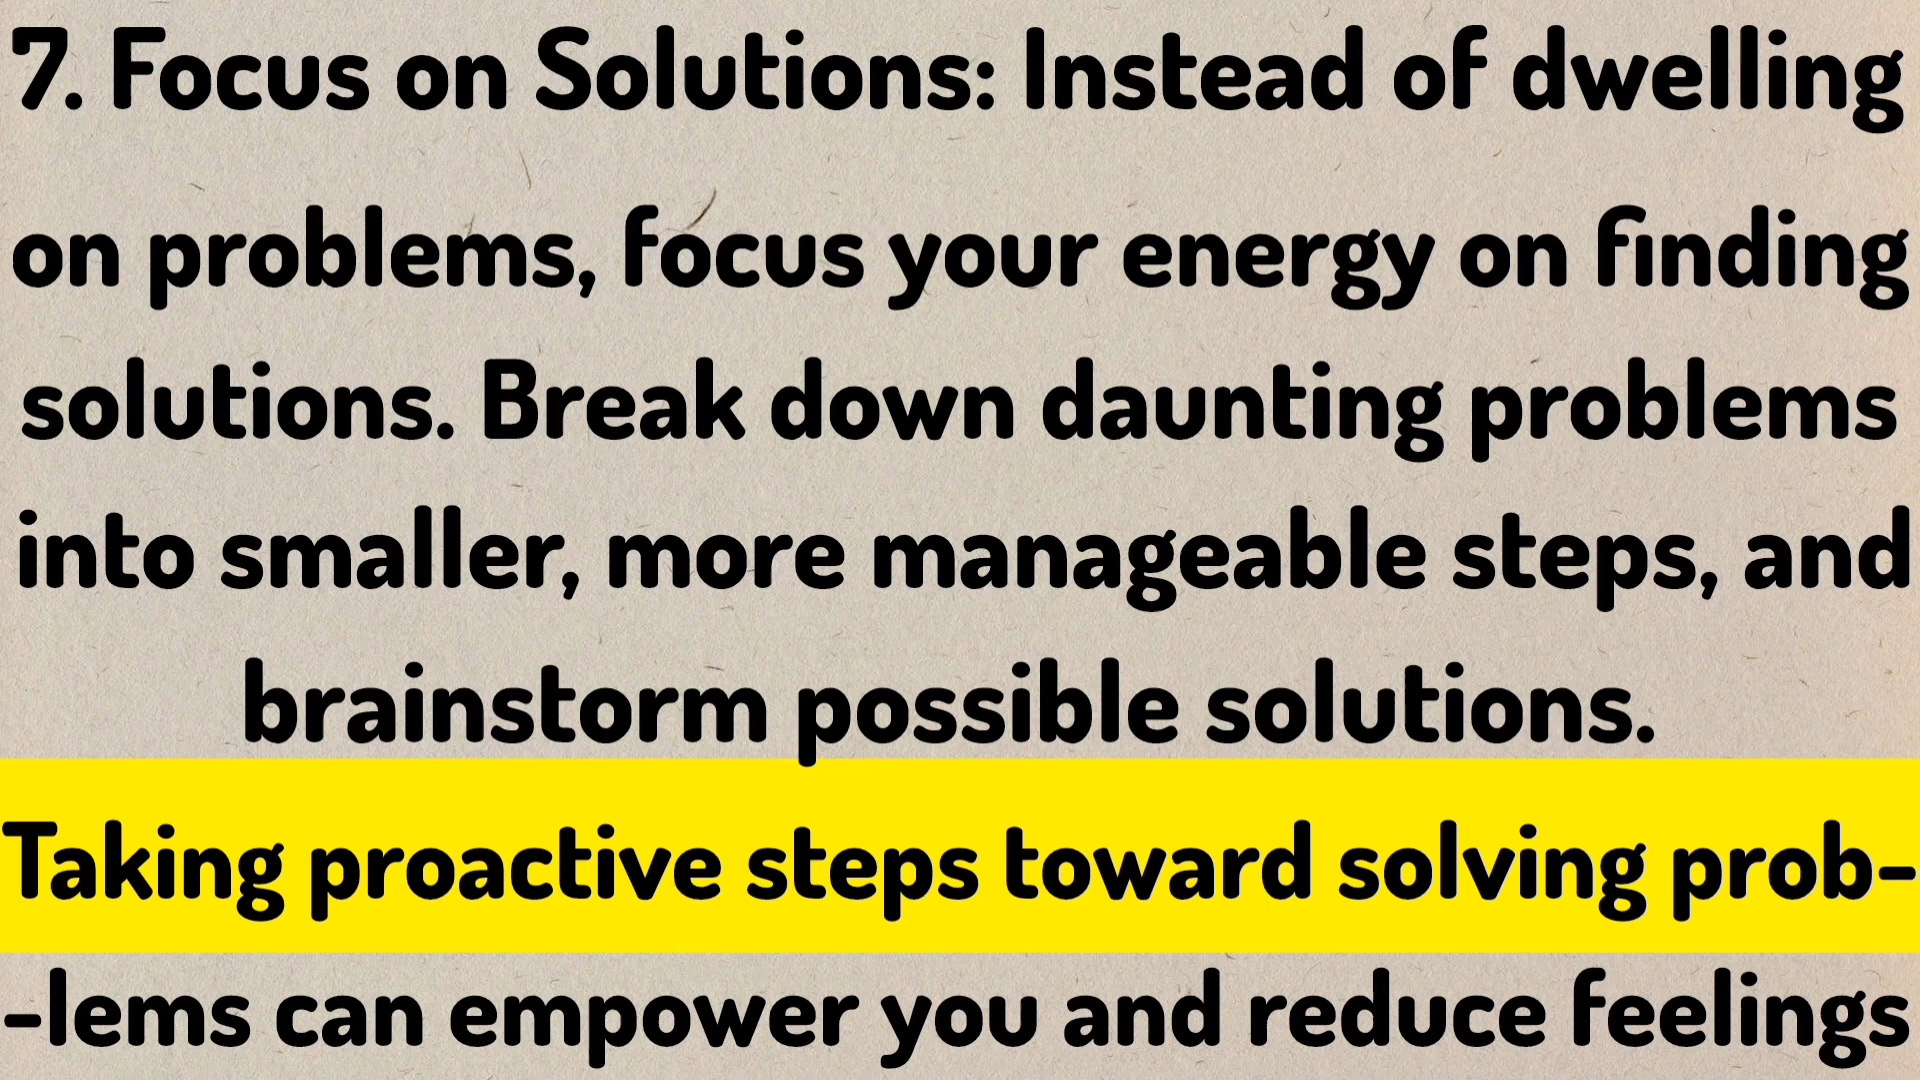 7. Focus on Solutions: Instead of dwelling
on problems, focus your energy on finding
solutions. Break down daunting problems
into smaller, more manageable steps, and
brainstorm possible solutions.
Taking proactive steps toward solving prob-
-lems can empower you and reduce feelings